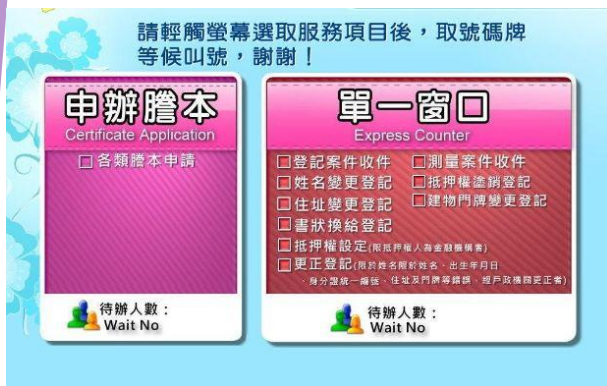 請輕觸螢幕選取服務項目後，取號碼牌
等候叫號，謝謝！
申辦謄本
Certificate Application
□各類謄本申請
待辦人數：
Wait No
單一窗口
Express Counter
□登記案件收件 □測量案件收件
□姓名變更登記 □抵押權塗銷登記
□住址變更登記 □建物門牌變更登記
□書狀換給登記
□抵押權設定(限抵押權人為金融機構者)
□更正登記(限於姓名限於姓名、出生年月日
、身分證統一編號、住址及門牌等錯誤，經戶政機關更正者)
待辦人數：
Wait No